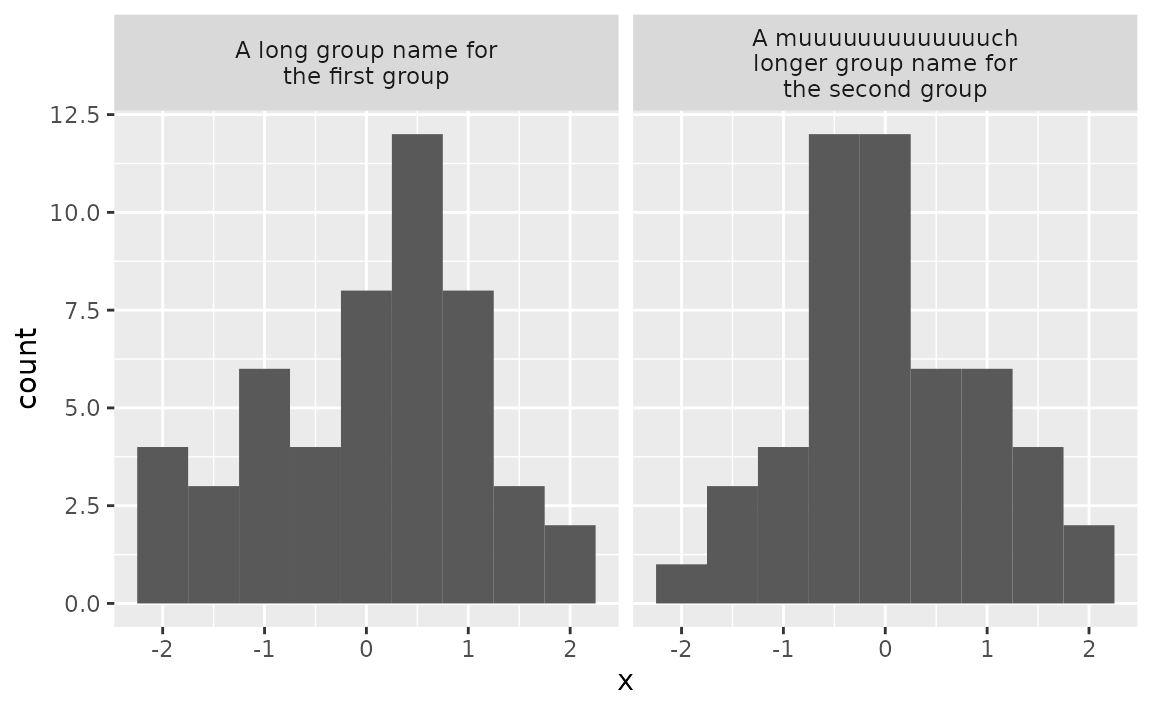 A long group name for
the first group
A muuuuuuuuuuuuuch
longer group name for
the second group
12.5
10.0
7.5
5.0
2.5
0.0
count
-2 -1 0 1 2
-2 -1 0 1 2
x